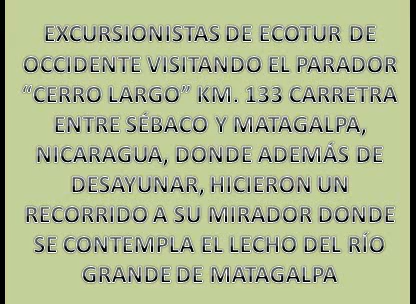 EXCURSIONISTAS DE ECOTUR DE
OCCIDENTE VISITANDO EL PARADOR
“CERRO LARGO” KM. 133 CARRETRA
ENTRE SÉBACO Y MATAGALPA,
NICARAGUA, DONDE ADEMÁS DE
DESAYUNAR, HICIERON UN
RECORRIDO A SU MIRADOR DONDE
SE CONTEMPLA EL LECHO DEL RÍO
GRANDE DE MATAGALPA